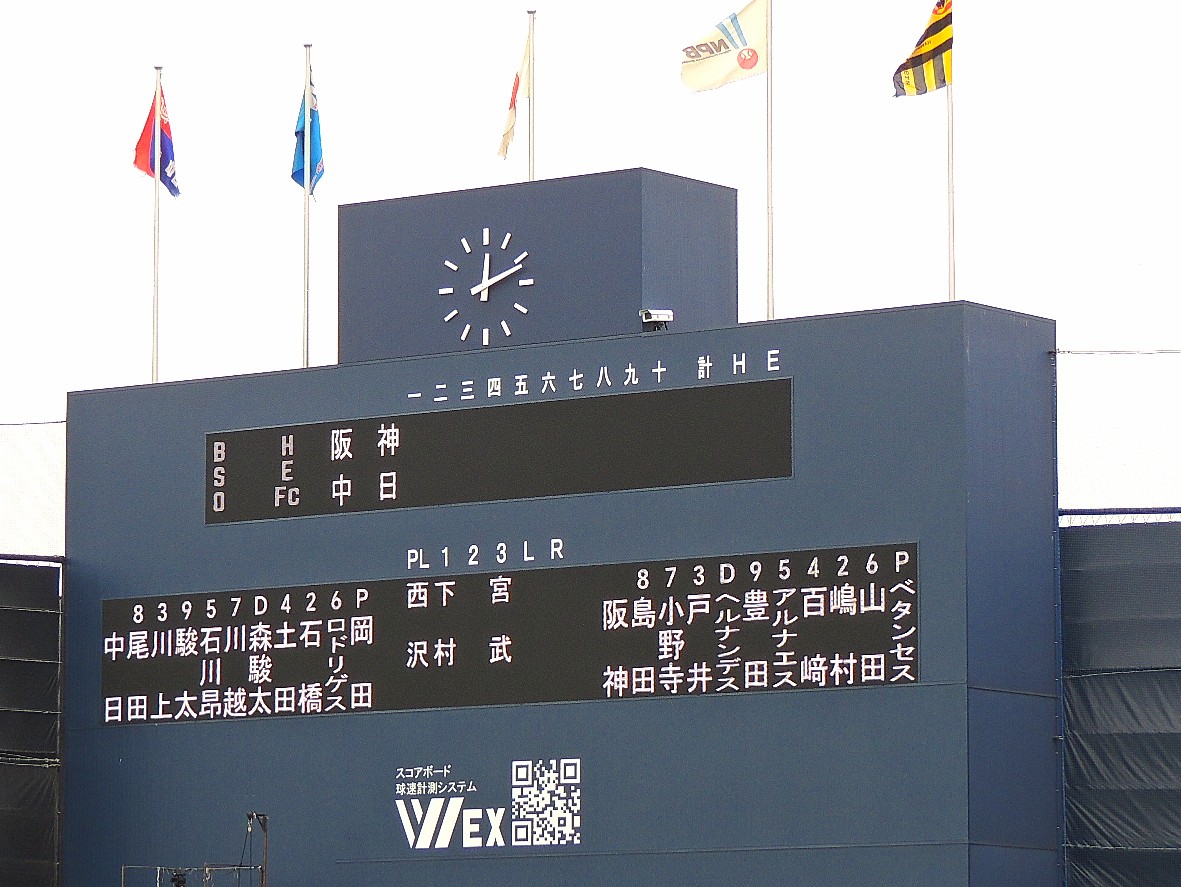 NPB
一 二 三 四 五 六 七 八 九 十 計 H E
B H 阪神
S E
O FC 中日
PL 1 2 3 L R
8 3 9 5 7 D 4 2 6 P
中日 尾田 川上 駿太 石川昂 川越 森駿太 土田 石橋 ロドリゲス 岡田
西沢 下村 宮武
8 7 3 D 9 5 4 2 6 P
阪神 島田 小野寺 戸井 ヘルナンデス 豊田 アルナエス 百﨑 嶋村 山田 ベタンセス
スコアボード
球速計測システム
WEX